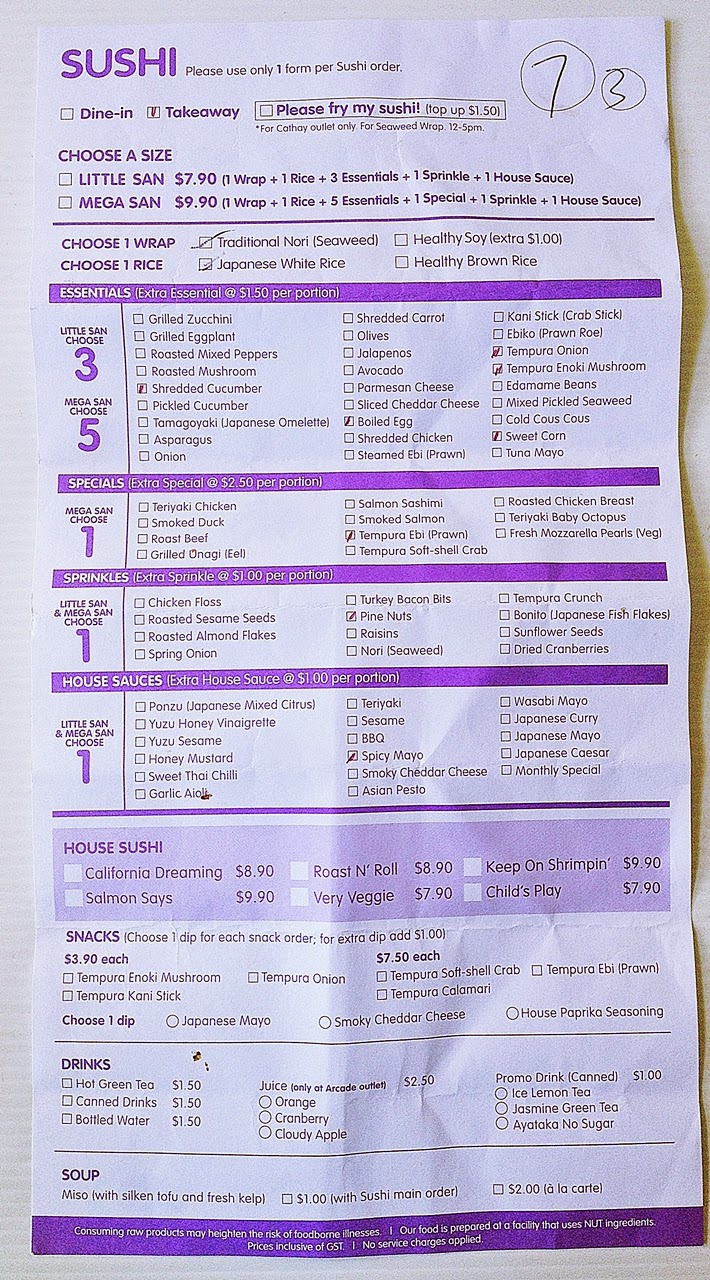 SUSHI Please use only 1 form per Sushi order.
7 3
Dine-in Takeaway Please fry my sushi! (top up $1.50)
*For Cathay outlet only. For Seaweed Wrap. 12-5pm.
CHOOSE A SIZE
LITTLE SAN $7.90 (1 Wrap + 1 Rice + 3 Essentials + 1 Sprinkle + 1 House Sauce)
MEGA SAN $9.90 (1 Wrap + 1 Rice + 5 Essentials + 1 Special + 1 Sprinkle + 1 House Sauce)
CHOOSE 1 WRAP Traditional Nori (Seaweed) Healthy Soy (extra $1.00)
CHOOSE 1 RICE Japanese White Rice Healthy Brown Rice
ESSENTIALS (Extra Essential @ $1.50 per portion)
LITTLE SAN
CHOOSE
3
MEGA SAN
CHOOSE
5
Grilled Zucchini
Grilled Eggplant
Roasted Mixed Peppers
Roasted Mushroom
Shredded Cucumber
Pickled Cucumber
Tamagoyaki (Japanese Omelette)
Asparagus
Onion
Shredded Carrot
Olives
Jalapenos
Avocado
Parmesan Cheese
Sliced Cheddar Cheese
Boiled Egg
Shredded Chicken
Steamed Ebi (Prawn)
Kani Stick (Crab Stick)
Ebiko (Prawn Roe)
Tempura Onion
Tempura Enoki Mushroom
Edamame Beans
Mixed Pickled Seaweed
Cold Cous Cous
Sweet Corn
Tuna Mayo
SPECIALS (Extra Special @ $2.50 per portion)
MEGA SAN
CHOOSE
1
Teriyaki Chicken
Smoked Duck
Roast Beef
Grilled Unagi (Eel)
Salmon Sashimi
Smoked Salmon
Tempura Ebi (Prawn)
Tempura Soft-shell Crab
Roasted Chicken Breast
Teriyaki Baby Octopus
Fresh Mozzarella Pearls (Veg)
SPRINKLES (Extra Sprinkle @ $1.00 per portion)
LITTLE SAN
& MEGA SAN
CHOOSE
1
Chicken Floss
Roasted Sesame Seeds
Roasted Almond Flakes
Spring Onion
Turkey Bacon Bits
Pine Nuts
Raisins
Nori (Seaweed)
Tempura Crunch
Bonito (Japanese Fish Flakes)
Sunflower Seeds
Dried Cranberries
HOUSE SAUCES (Extra House Sauce @ $1.00 per portion)
LITTLE SAN
& MEGA SAN
CHOOSE
1
Ponzu (Japanese Mixed Citrus)
Yuzu Honey Vinaigrette
Yuzu Sesame
Honey Mustard
Sweet Thai Chilli
Garlic Aioli
Teriyaki
Sesame
BBQ
Spicy Mayo
Smoky Cheddar Cheese
Asian Pesto
Wasabi Mayo
Japanese Curry
Japanese Mayo
Japanese Caesar
Monthly Special
HOUSE SUSHI
California Dreaming $8.90 Roast N' Roll $8.90 Keep On Shrimpin' $9.90
Salmon Says $9.90 Very Veggie $7.90 Child's Play $7.90
SNACKS (Choose 1 dip for each snack order; for extra dip add $1.00)
$3.90 each
Tempura Enoki Mushroom Tempura Onion
Tempura Kani Stick
$7.50 each
Tempura Soft-shell Crab Tempura Ebi (Prawn)
Tempura Calamari
Choose 1 dip Japanese Mayo Smoky Cheddar Cheese House Paprika Seasoning
DRINKS
Hot Green Tea $1.50
Canned Drinks $1.50
Bottled Water $1.50
Juice (only at Arcade outlet) $2.50
Orange
Cranberry
Cloudy Apple
Promo Drink (Canned) $1.00
Ice Lemon Tea
Jasmine Green Tea
Ayataka No Sugar
SOUP
Miso (with silken tofu and fresh kelp) $1.00 (with Sushi main order) $2.00 (à la carte)
Consuming raw products may heighten the risk of foodborne illnesses. | Our food is prepared at a facility that uses NUT ingredients.
Prices inclusive of GST. | No service charges applied.